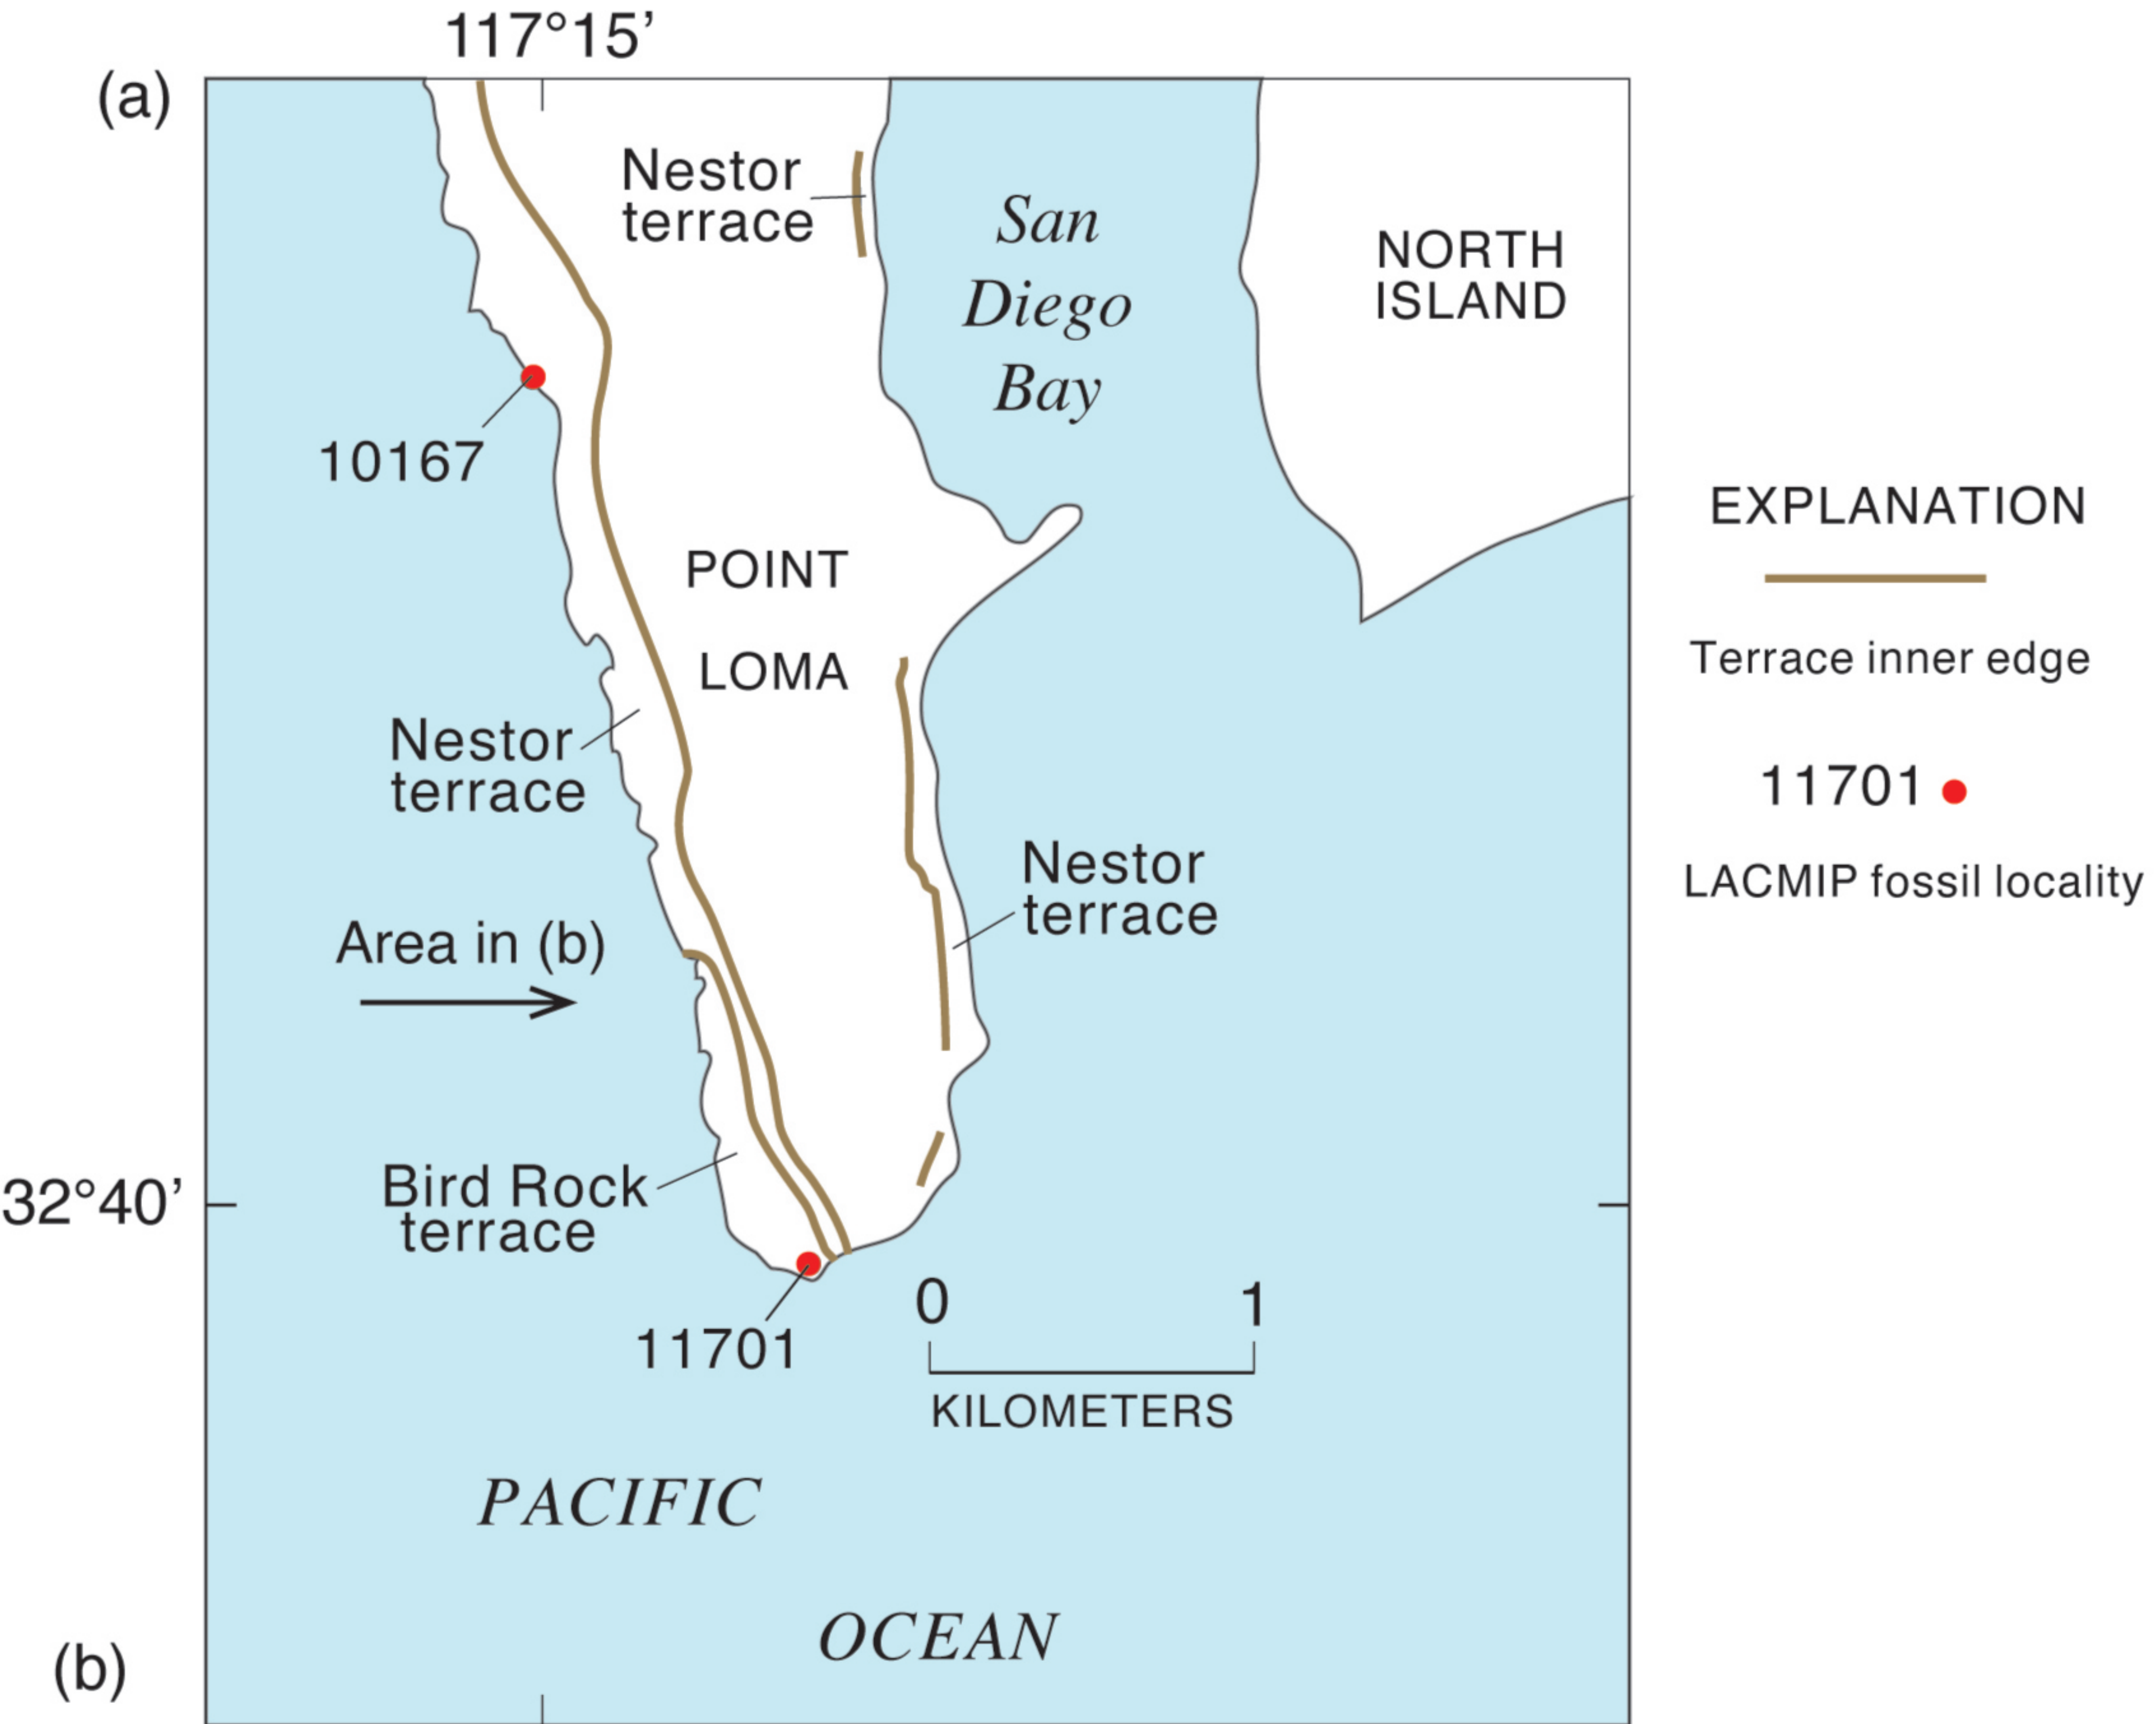 117°15’
(a)
Nestor
terrace
San
Diego
Bay
NORTH
ISLAND
10167
EXPLANATION
POINT
LOMA
Terrace inner edge
Nestor
terrace
11701
LACMIP fossil locality
Nestor
terrace
Area in (b)
32°40’
Bird Rock
terrace
11701
0 1
KILOMETERS
PACIFIC
OCEAN
(b)